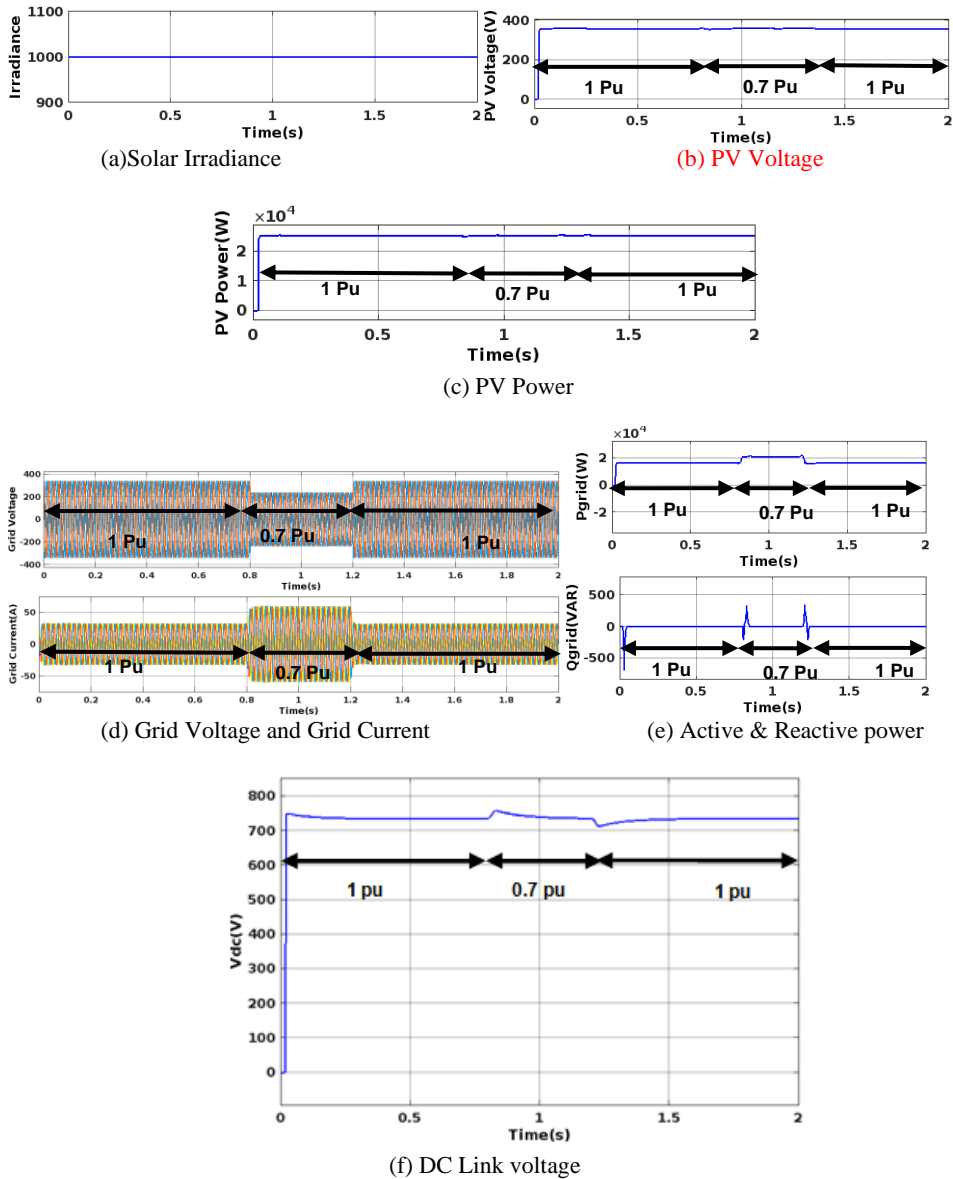 1100
1000
900
Irradiance
0 0.5 1 1.5 2
Time(s)
(a)Solar Irradiance
400
200
0
PV Voltage(V)
1 Pu 0.7 Pu 1 Pu
0 0.5 1 1.5 2
Time(s)
(b) PV Voltage
×10⁴
2
1
0
PV Power(W)
1 Pu 0.7 Pu 1 Pu
0 0.5 1 1.5 2
Time(s)
(c) PV Power
400
200
0
-200
-400
Grid Voltage
1 Pu 0.7 Pu 1 Pu
0 0.2 0.4 0.6 0.8 1 1.2 1.4 1.6 1.8 2
Time(s)
50
0
-50
Grid Current(A)
1 Pu 0.7 Pu 1 Pu
0 0.2 0.4 0.6 0.8 1 1.2 1.4 1.6 1.8 2
Time(s)
(d) Grid Voltage and Grid Current
×10⁴
2
0
-2
Pgrid(W)
1 Pu 0.7 Pu 1 Pu
0 0.5 1 1.5 2
Time(s)
500
0
-500
Qgrid(VAR)
1 Pu 0.7 Pu 1 Pu
0 0.5 1 1.5 2
Time(s)
(e) Active & Reactive power
800
700
600
500
400
300
200
100
0
Vdc(V)
1 pu 0.7 pu 1 pu
0 0.5 1 1.5 2
Time(s)
(f) DC Link voltage